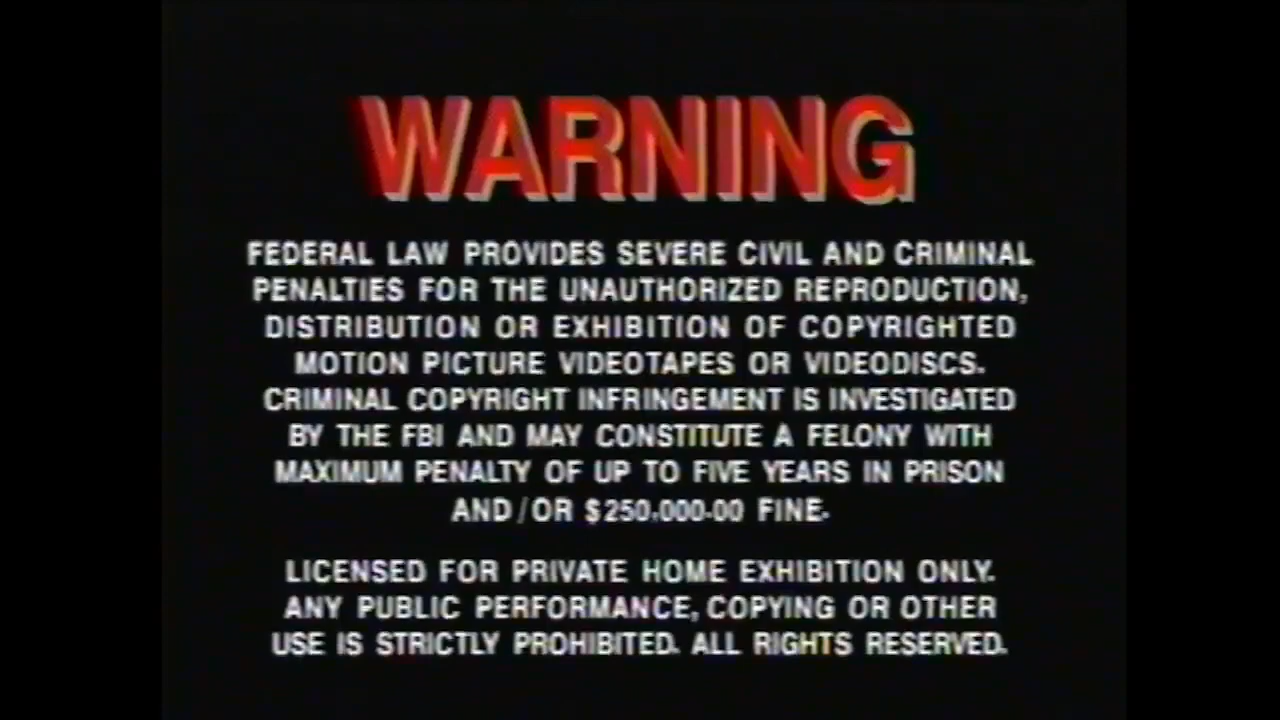 WARNING
FEDERAL LAW PROVIDES SEVERE CIVIL AND CRIMINAL
PENALTIES FOR THE UNAUTHORIZED REPRODUCTION,
DISTRIBUTION OR EXHIBITION OF COPYRIGHTED
MOTION PICTURE VIDEOTAPES OR VIDEODISCS.
CRIMINAL COPYRIGHT INFRINGEMENT IS INVESTIGATED
BY THE FBI AND MAY CONSTITUTE A FELONY WITH
MAXIMUM PENALTY OF UP TO FIVE YEARS IN PRISON
AND/OR $250,000.00 FINE.
LICENSED FOR PRIVATE HOME EXHIBITION ONLY.
ANY PUBLIC PERFORMANCE, COPYING OR OTHER
USE IS STRICTLY PROHIBITED. ALL RIGHTS RESERVED.